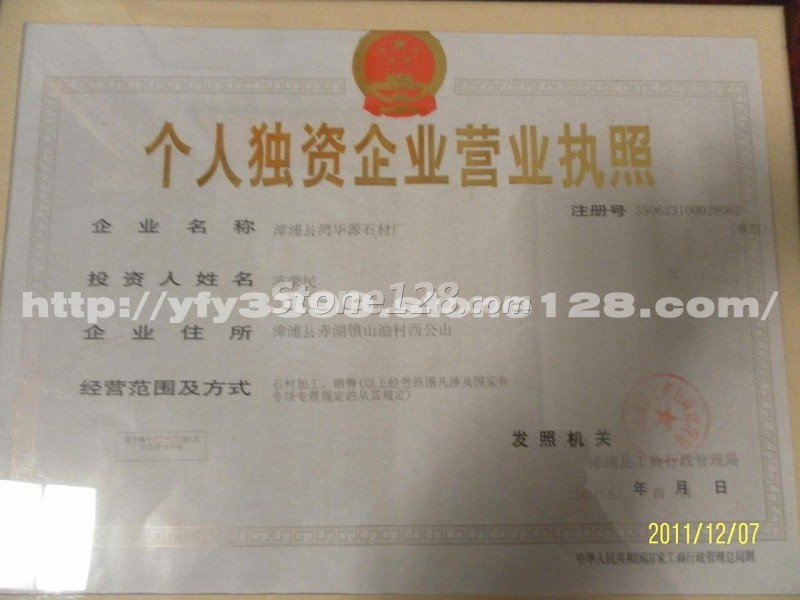 个人独资企业营业执照
注册号 350623100028062
企业名称 漳浦县鸿华源石材厂
投资人姓名
Stone128.com
http://yfy3.stone.stone128.com/
企业住所 漳浦县赤湖镇山油村西公山
经营范围及方式 石材加工、销售(以上经营范围凡涉及国家有
专项专营规定的从其规定)
发照机关
漳浦县工商行政管理局
年 四 月 日
2011/12/07
中华人民共和国国家工商行政管理总局制